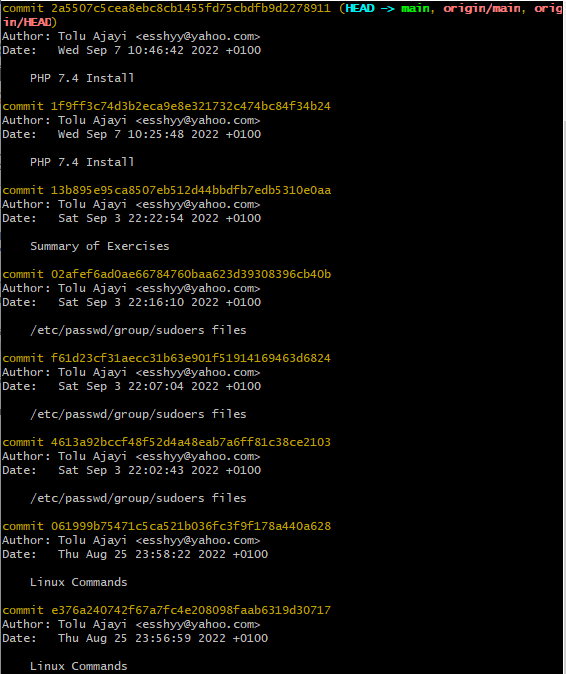 commit 2a5507c5cea8ebc8cb1455fd75cbdfb9d2278911 (HEAD -> main, origin/main, orig
in/HEAD)
Author: Tolu Ajayi <esshyy@yahoo.com>
Date:   Wed Sep 7 10:46:42 2022 +0100
    PHP 7.4 Install
commit 1f9ff3c74d3b2eca9e8e321732c474bc84f34b24
Author: Tolu Ajayi <esshyy@yahoo.com>
Date:   Wed Sep 7 10:25:48 2022 +0100
    PHP 7.4 Install
commit 13b895e95ca8507eb512d44bbdfb7edb5310e0aa
Author: Tolu Ajayi <esshyy@yahoo.com>
Date:   Sat Sep 3 22:22:54 2022 +0100
    Summary of Exercises
commit 02afef6ad0ae66784760baa623d39308396cb40b
Author: Tolu Ajayi <esshyy@yahoo.com>
Date:   Sat Sep 3 22:16:10 2022 +0100
    /etc/passwd/group/sudoers files
commit f61d23cf31aecc31b63e901f51914169463d6824
Author: Tolu Ajayi <esshyy@yahoo.com>
Date:   Sat Sep 3 22:07:04 2022 +0100
    /etc/passwd/group/sudoers files
commit 4613a92bccf48f52d4a48eab7a6ff81c38ce2103
Author: Tolu Ajayi <esshyy@yahoo.com>
Date:   Sat Sep 3 22:02:43 2022 +0100
    /etc/passwd/group/sudoers files
commit 061999b75471c5ca521b036fc3f9f178a440a628
Author: Tolu Ajayi <esshyy@yahoo.com>
Date:   Thu Aug 25 23:58:22 2022 +0100
    Linux Commands
commit e376a240742f67a7fc4e208098faab6319d30717
Author: Tolu Ajayi <esshyy@yahoo.com>
Date:   Thu Aug 25 23:56:59 2022 +0100
    Linux Commands